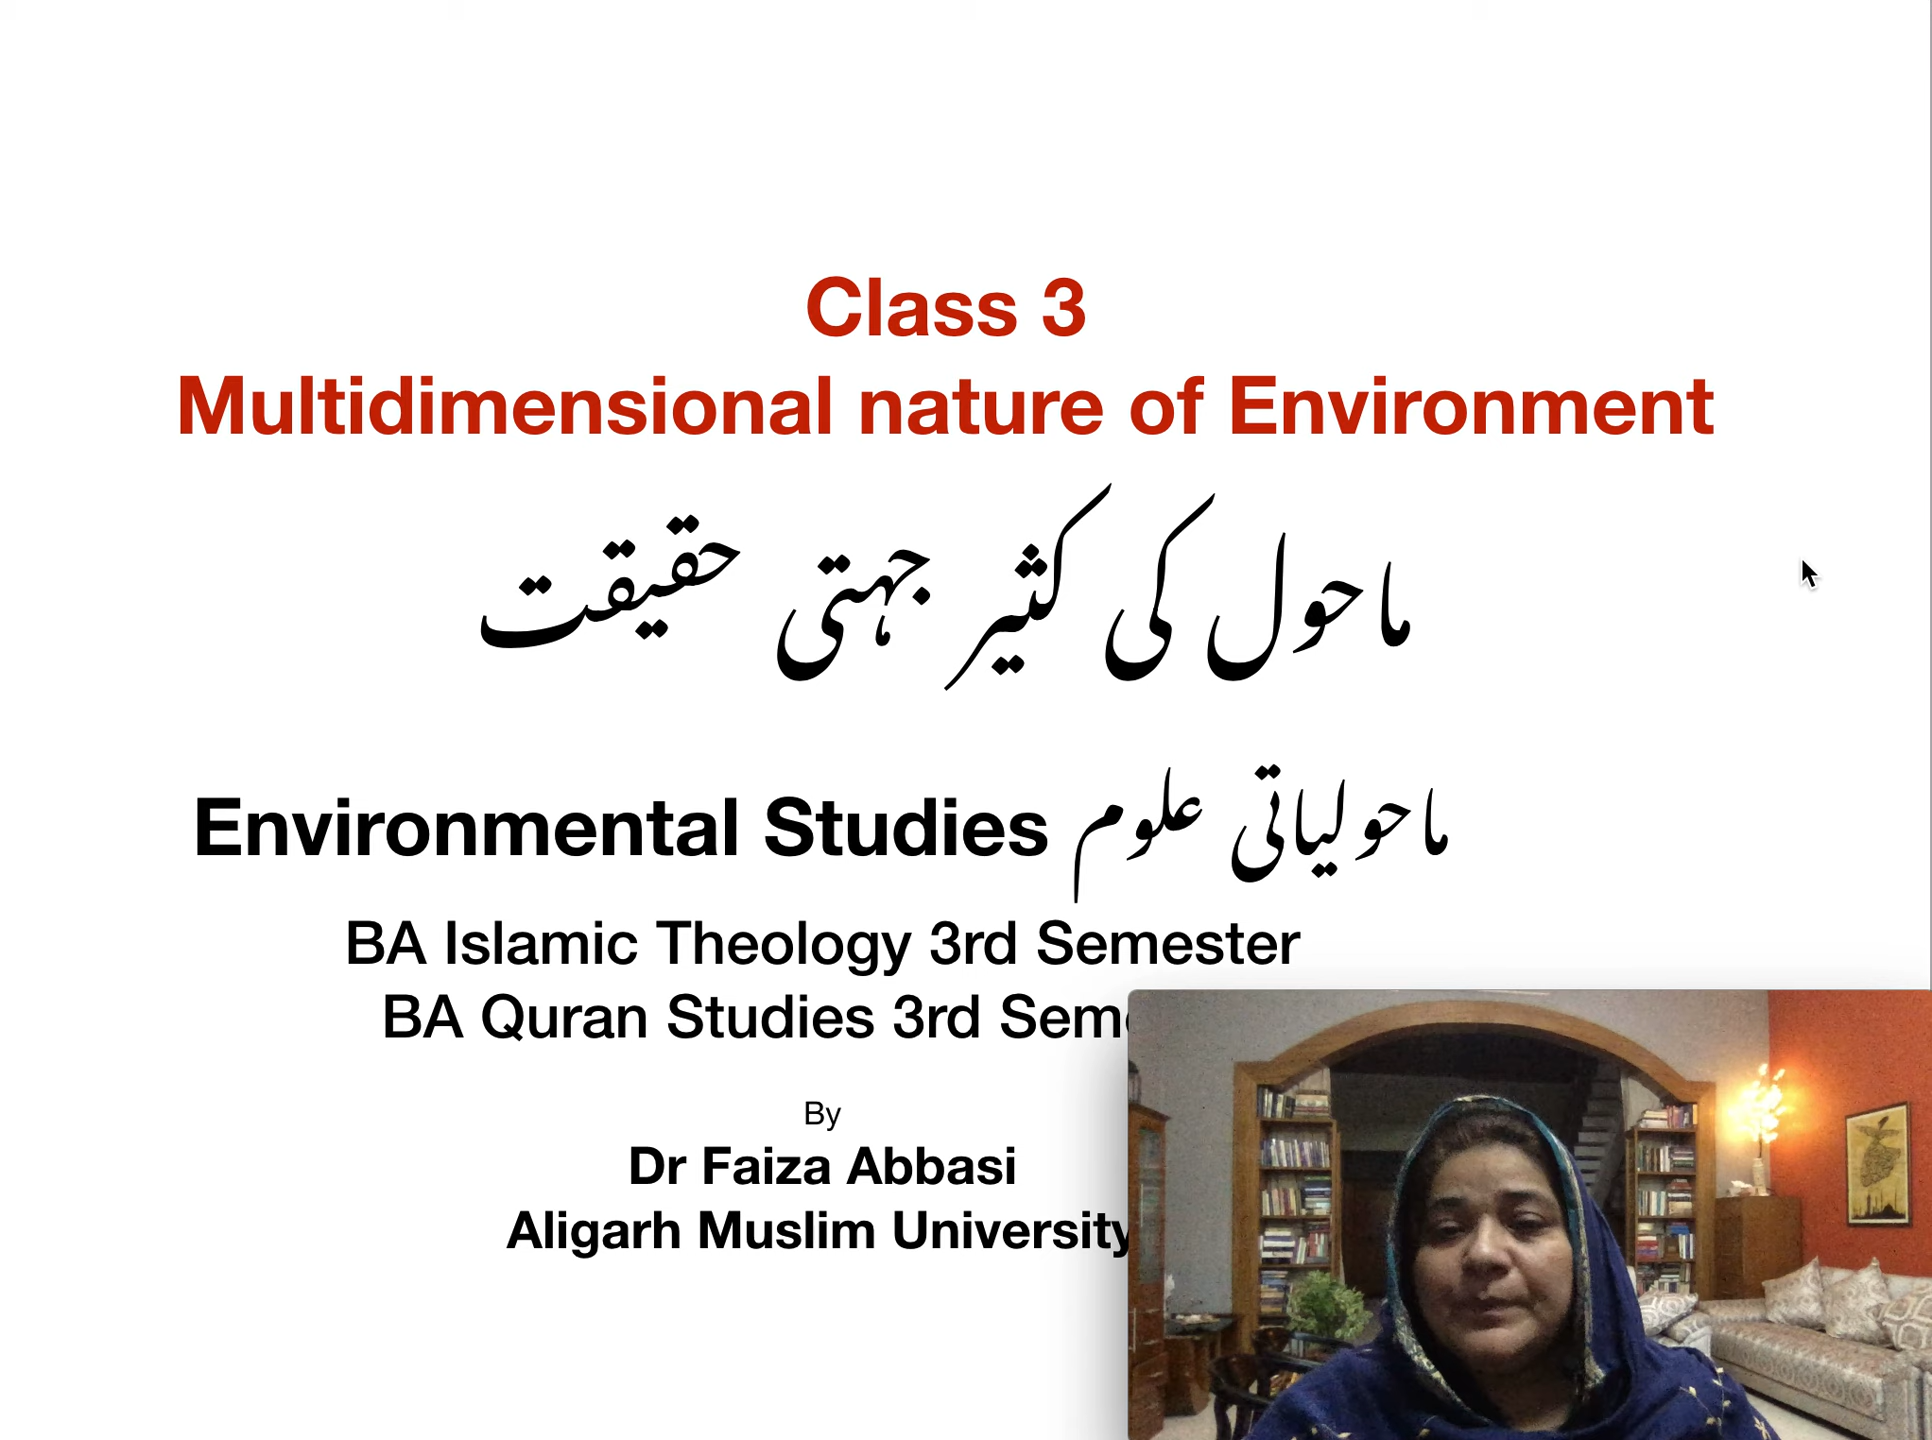 Class 3
Multidimensional nature of Environment
ماحول کی کثیر جہتی حقیقت
Environmental Studies ماحولیاتی علوم
BA Islamic Theology 3rd Semester
BA Quran Studies 3rd Sem
By
Dr Faiza Abbasi
Aligarh Muslim University